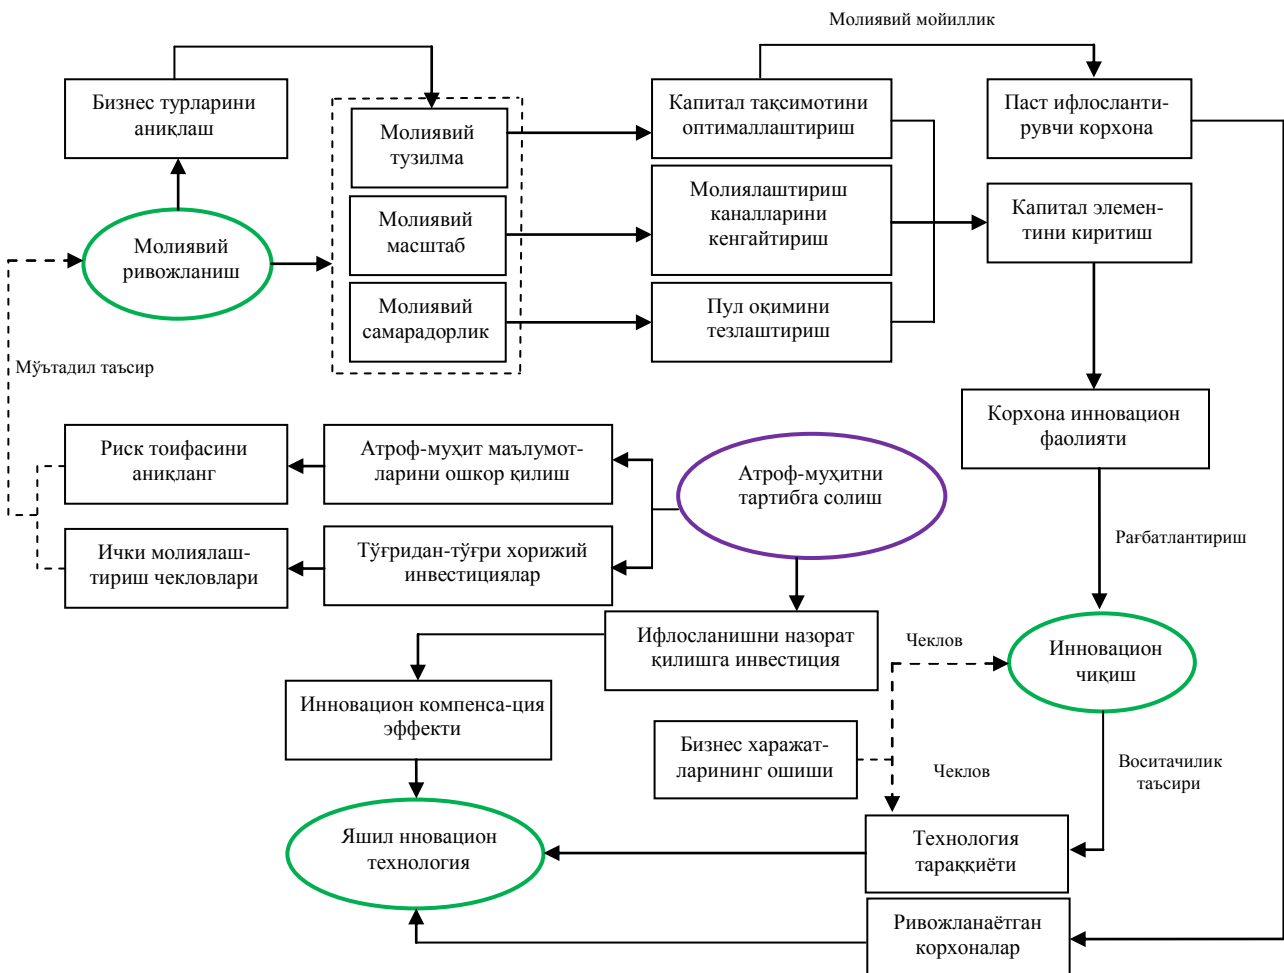 Молиявий мойиллик
Бизнес турларини
аниқлаш
Молиявий
тузилма
Капитал тақсимотини
оптималлаштириш
Паст ифлосланти-
рувчи корхона
Молиявий
ривожланиш
Молиявий
масштаб
Молиялаштириш
каналларини
кенгайтириш
Капитал элемен-
тини киритиш
Молиявий
самарадорлик
Пул оқимини
тезлаштириш
Мўътадил таъсир
Риск тоифасини
аниқланг
Атроф-муҳит маълумот-
ларини ошкор қилиш
Атроф-муҳитни
тартибга солиш
Корхона инновацион
фаолияти
Ички молиялаш-
тириш чекловлари
Тўғридан-тўғри хорижий
инвестициялар
Рағбатлантириш
Ифлосланишни назорат
қилишга инвестиция
Чеклов
Инновацион
чиқиш
Инновацион компенса-ция
эффекти
Бизнес харажат-
ларининг ошиши
Чеклов
Воситачилик
таъсири
Яшил нновацион
технология
Технология
тараққиёти
Ривожланаётган
корхоналар